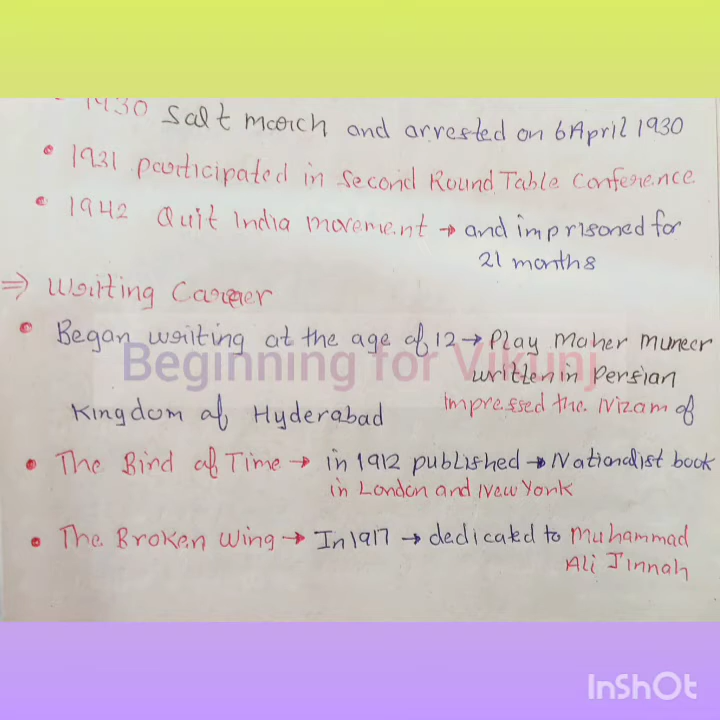 1930 Salt march and arrested on 6 April 1930
• 1931 participated in Second Round Table Conference
• 1942 Quit India movement → and imprisoned for
21 months
⇒ Writing Career
• Began writing at the age of 12 → Play Maher Muneer
Beginning for Vikunj
written in Persian
impressed the Nizam of
Kingdom of Hyderabad
• The Bird of Time → in 1912 published → Nationalist book
in London and New York
• The Broken Wing → In 1917 → dedicated to Muhammad
Ali Jinnah
InShOt